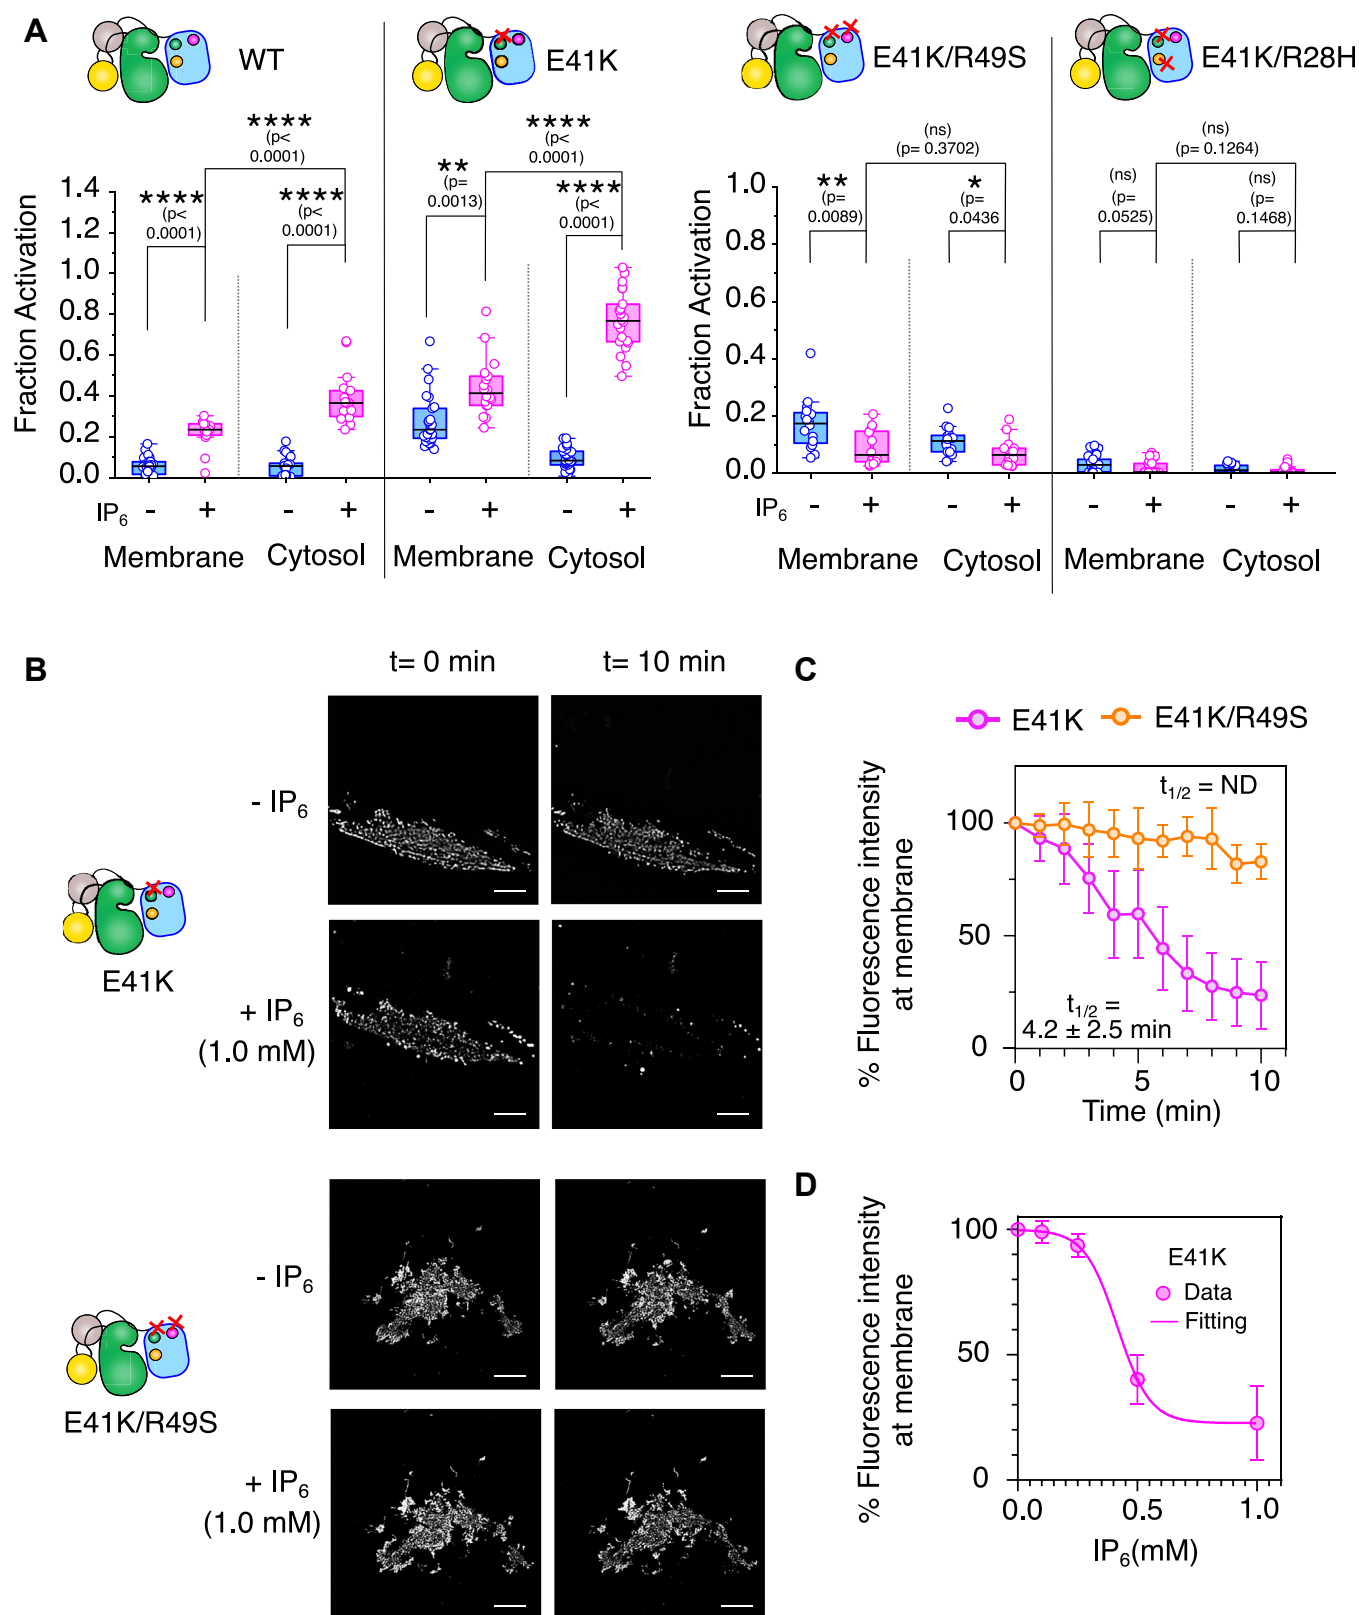 A
WT
E41K
E41K/R49S
E41K/R28H
****
(p<
0.0001)
****
(p<
0.0001)
****
(p<
0.0001)
****
(p<
0.0001)
**
(p=
0.0013)
****
(p<
0.0001)
(ns)
(p= 0.3702)
**
(p=
0.0089)
*
(p=
0.0436
(ns)
(p= 0.1264)
(ns)
(p=
0.0525)
(ns)
(p=
0.1468)
Fraction Activation
1.4
1.2
1.0
0.8
0.6
0.4
0.2
0.0
IP6 - + - + - + - +
Membrane Cytosol Membrane Cytosol
Fraction Activation
1.0
0.8
0.6
0.4
0.2
0.0
IP6 - + - + - + - +
Membrane Cytosol Membrane Cytosol
B
t= 0 min t= 10 min
- IP6
E41K
+ IP6
(1.0 mM)
- IP6
E41K/R49S
+ IP6
(1.0 mM)
C
E41K E41K/R49S
% Fluorescence intensity
at membrane
100
50
0
t1/2 = ND
t1/2 =
4.2 ± 2.5 min
0 5 10
Time (min)
D
% Fluorescence intensity
at membrane
100
50
0
E41K
Data
Fitting
0.0 0.5 1.0
IP6(mM)